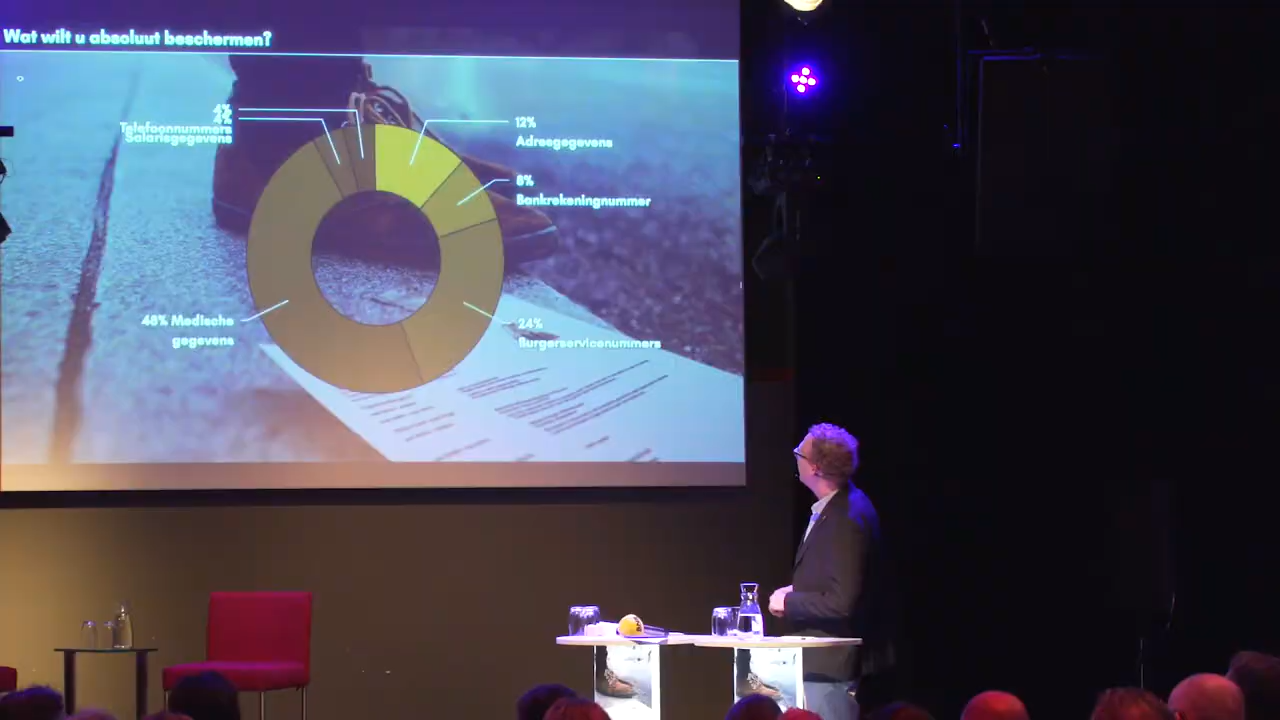 Wat wilt u absoluut beschermen?
4%
4%
Telefoonnummers
Salarisgegevens
12%
Adresgegevens
8%
Bankrekeningnummer
48% Medische
gegevens
24%
Burgerservicenummers